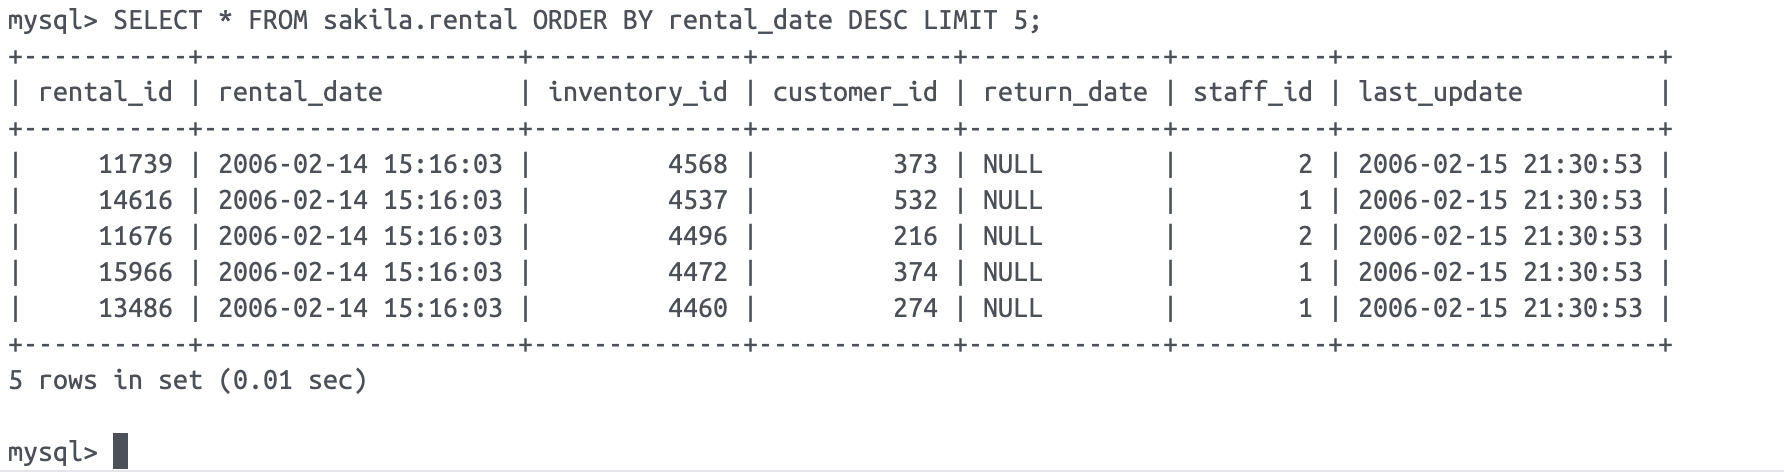 mysql> SELECT * FROM sakila.rental ORDER BY rental_date DESC LIMIT 5;
+-----------+---------------------+--------------+-------------+-------------+----------+---------------------+
| rental_id | rental_date         | inventory_id | customer_id | return_date | staff_id | last_update         |
+-----------+---------------------+--------------+-------------+-------------+----------+---------------------+
|     11739 | 2006-02-14 15:16:03 |         4568 |         373 | NULL        |        2 | 2006-02-15 21:30:53 |
|     14616 | 2006-02-14 15:16:03 |         4537 |         532 | NULL        |        1 | 2006-02-15 21:30:53 |
|     11676 | 2006-02-14 15:16:03 |         4496 |         216 | NULL        |        2 | 2006-02-15 21:30:53 |
|     15966 | 2006-02-14 15:16:03 |         4472 |         374 | NULL        |        1 | 2006-02-15 21:30:53 |
|     13486 | 2006-02-14 15:16:03 |         4460 |         274 | NULL        |        1 | 2006-02-15 21:30:53 |
+-----------+---------------------+--------------+-------------+-------------+----------+---------------------+
5 rows in set (0.01 sec)
mysql>